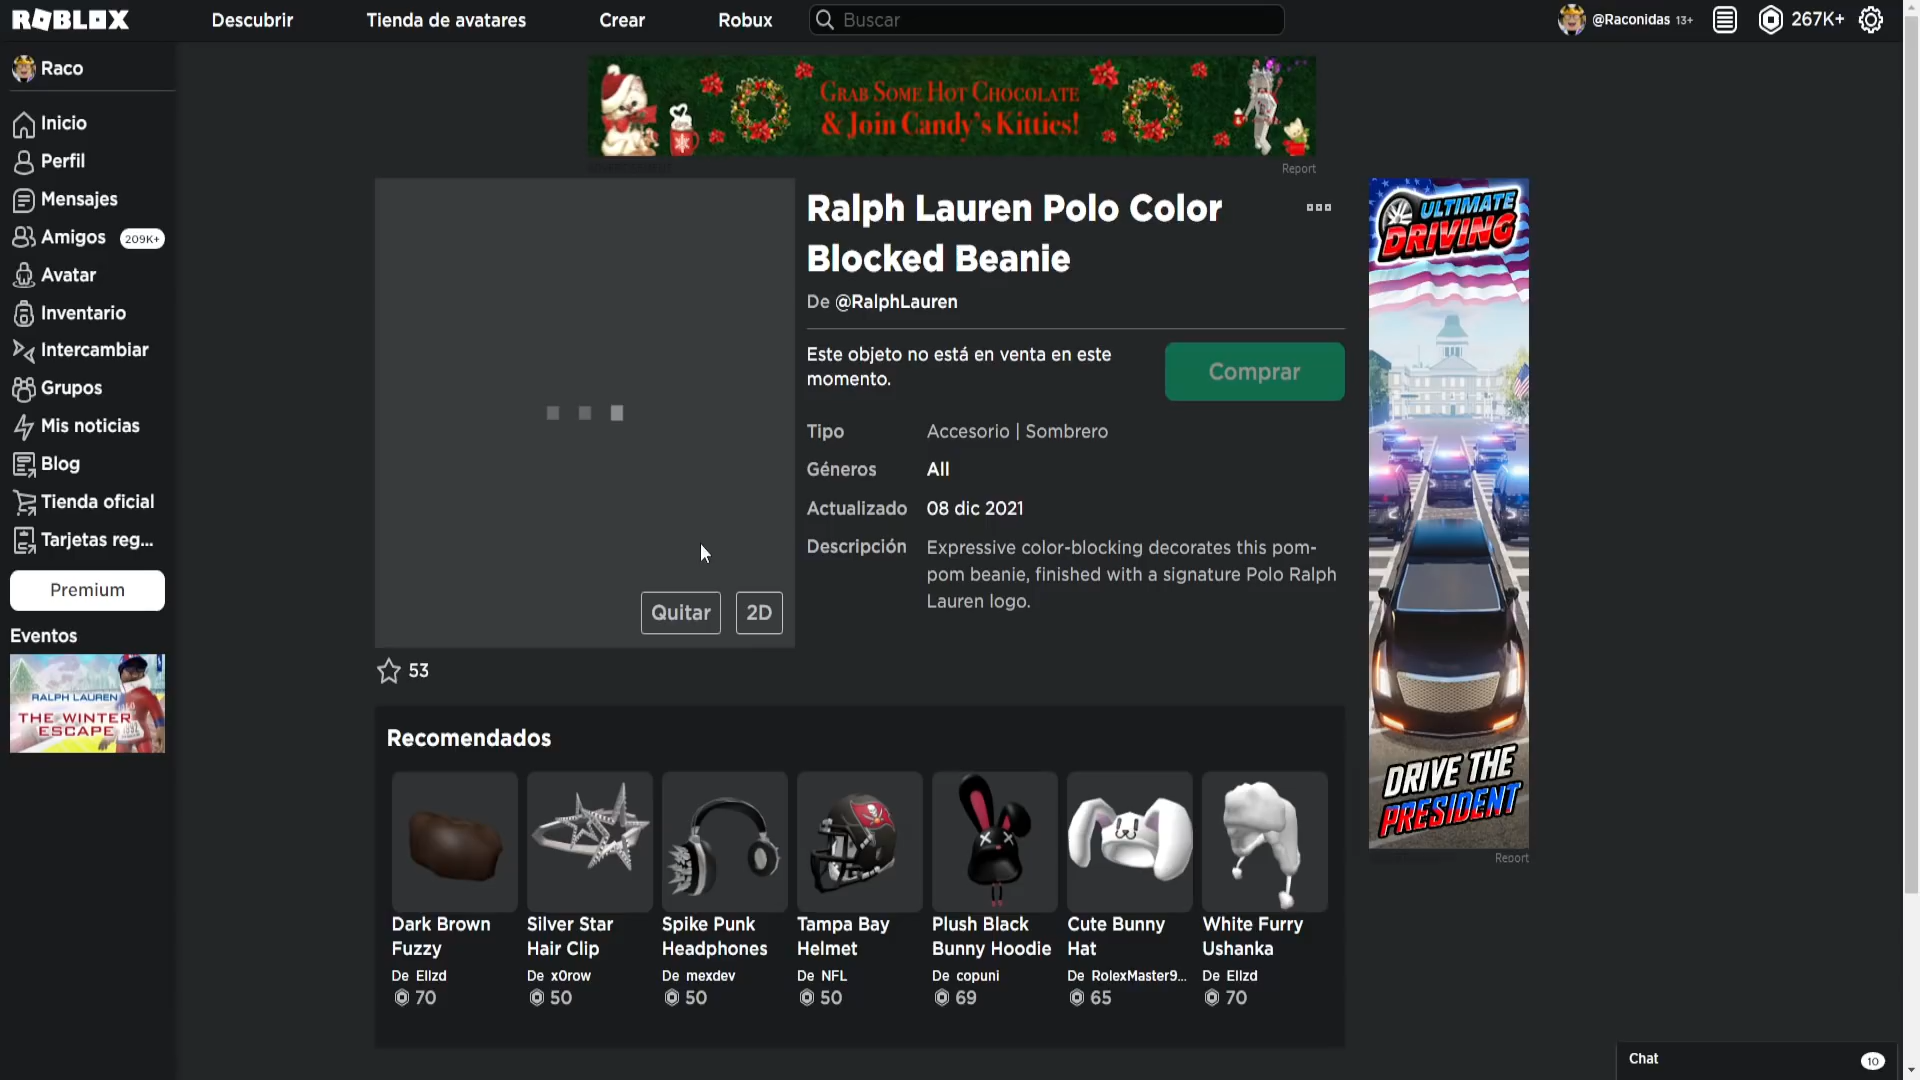 ROBLOX
Descubrir
Tienda de avatares
Crear
Robux
Buscar
@Raconidas 13+
267K+
Raco
Inicio
Perfil
Mensajes
Amigos 209K+
Avatar
Inventario
Intercambiar
Grupos
Mis noticias
Blog
Tienda oficial
Tarjetas reg...
Premium
Eventos
RALPH LAUREN
THE WINTER
ESCAPE
GRAB SOME HOT CHOCOLATE
& Join Candy's Kitties!
Report
Ralph Lauren Polo Color
Blocked Beanie
De @RalphLauren
Este objeto no está en venta en este
momento.
Comprar
Tipo Accesorio | Sombrero
Géneros All
Actualizado 08 dic 2021
Descripción Expressive color-blocking decorates this pom-
pom beanie, finished with a signature Polo Ralph
Lauren logo.
Quitar 2D
53
ULTIMATE
DRIVING
DRIVE THE
PRESIDENT
Report
Recomendados
Dark Brown
Fuzzy
De Ellzd
70
Silver Star
Hair Clip
De x0row
50
Spike Punk
Headphones
De mexdev
50
Tampa Bay
Helmet
De NFL
50
Plush Black
Bunny Hoodie
De copuni
69
Cute Bunny
Hat
De RolexMaster9...
65
White Furry
Ushanka
De Ellzd
70
Chat 10